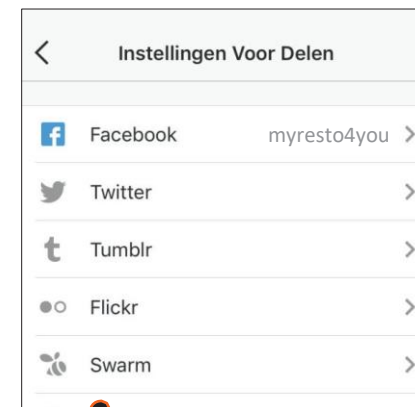 Instellingen Voor Delen
Facebook myresto4you
Twitter
Tumblr
Flickr
Swarm